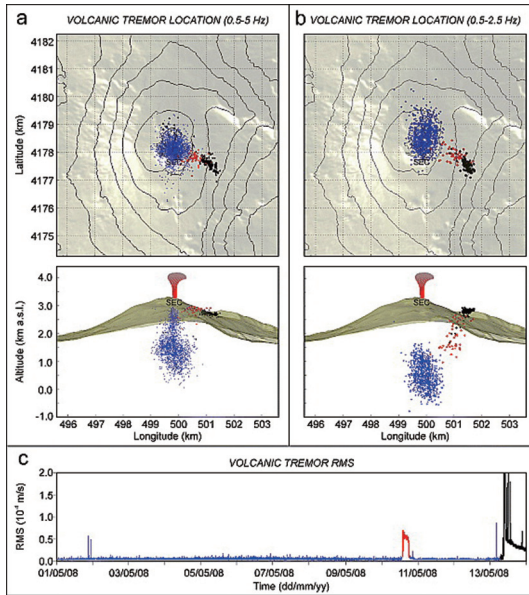 a VOLCANIC TREMOR LOCATION (0.5-5 Hz)
b VOLCANIC TREMOR LOCATION (0.5-2.5 Hz)
4182
4180
4178
4177
4175
Latitude (km)
SEC
4182
4180
4178
4177
4175
SEC
4.0
3.0
2.0
1.0
0.0
-1.0
Altitude (km a.s.l.)
SEC
496 497 498 499 500 501 502 503
Longitude (km)
SEC
496 497 498 499 500 501 502 503
Longitude (km)
c VOLCANIC TREMOR RMS
2.0
1.5
1.0
0.5
0.0
RMS (10⁻⁴ m/s)
01/05/08 03/05/08 05/05/08 07/05/08 09/05/08 11/05/08 13/05/08
Time (dd/mm/yy)